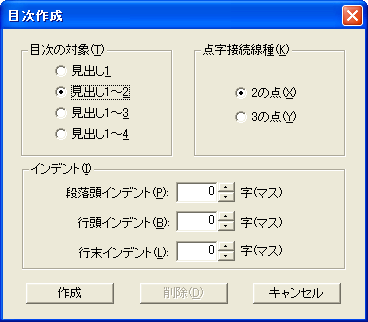 目次作成
目次の対象(T)
見出し1
見出し1～2
見出し1～3
見出し1～4
点字接続線種(K)
2の点(X)
3の点(Y)
インデント(I)
段落頭インデント(P): 0 字(マス)
行頭インデント(B): 0 字(マス)
行末インデント(L): 0 字(マス)
作成 削除(D) キャンセル